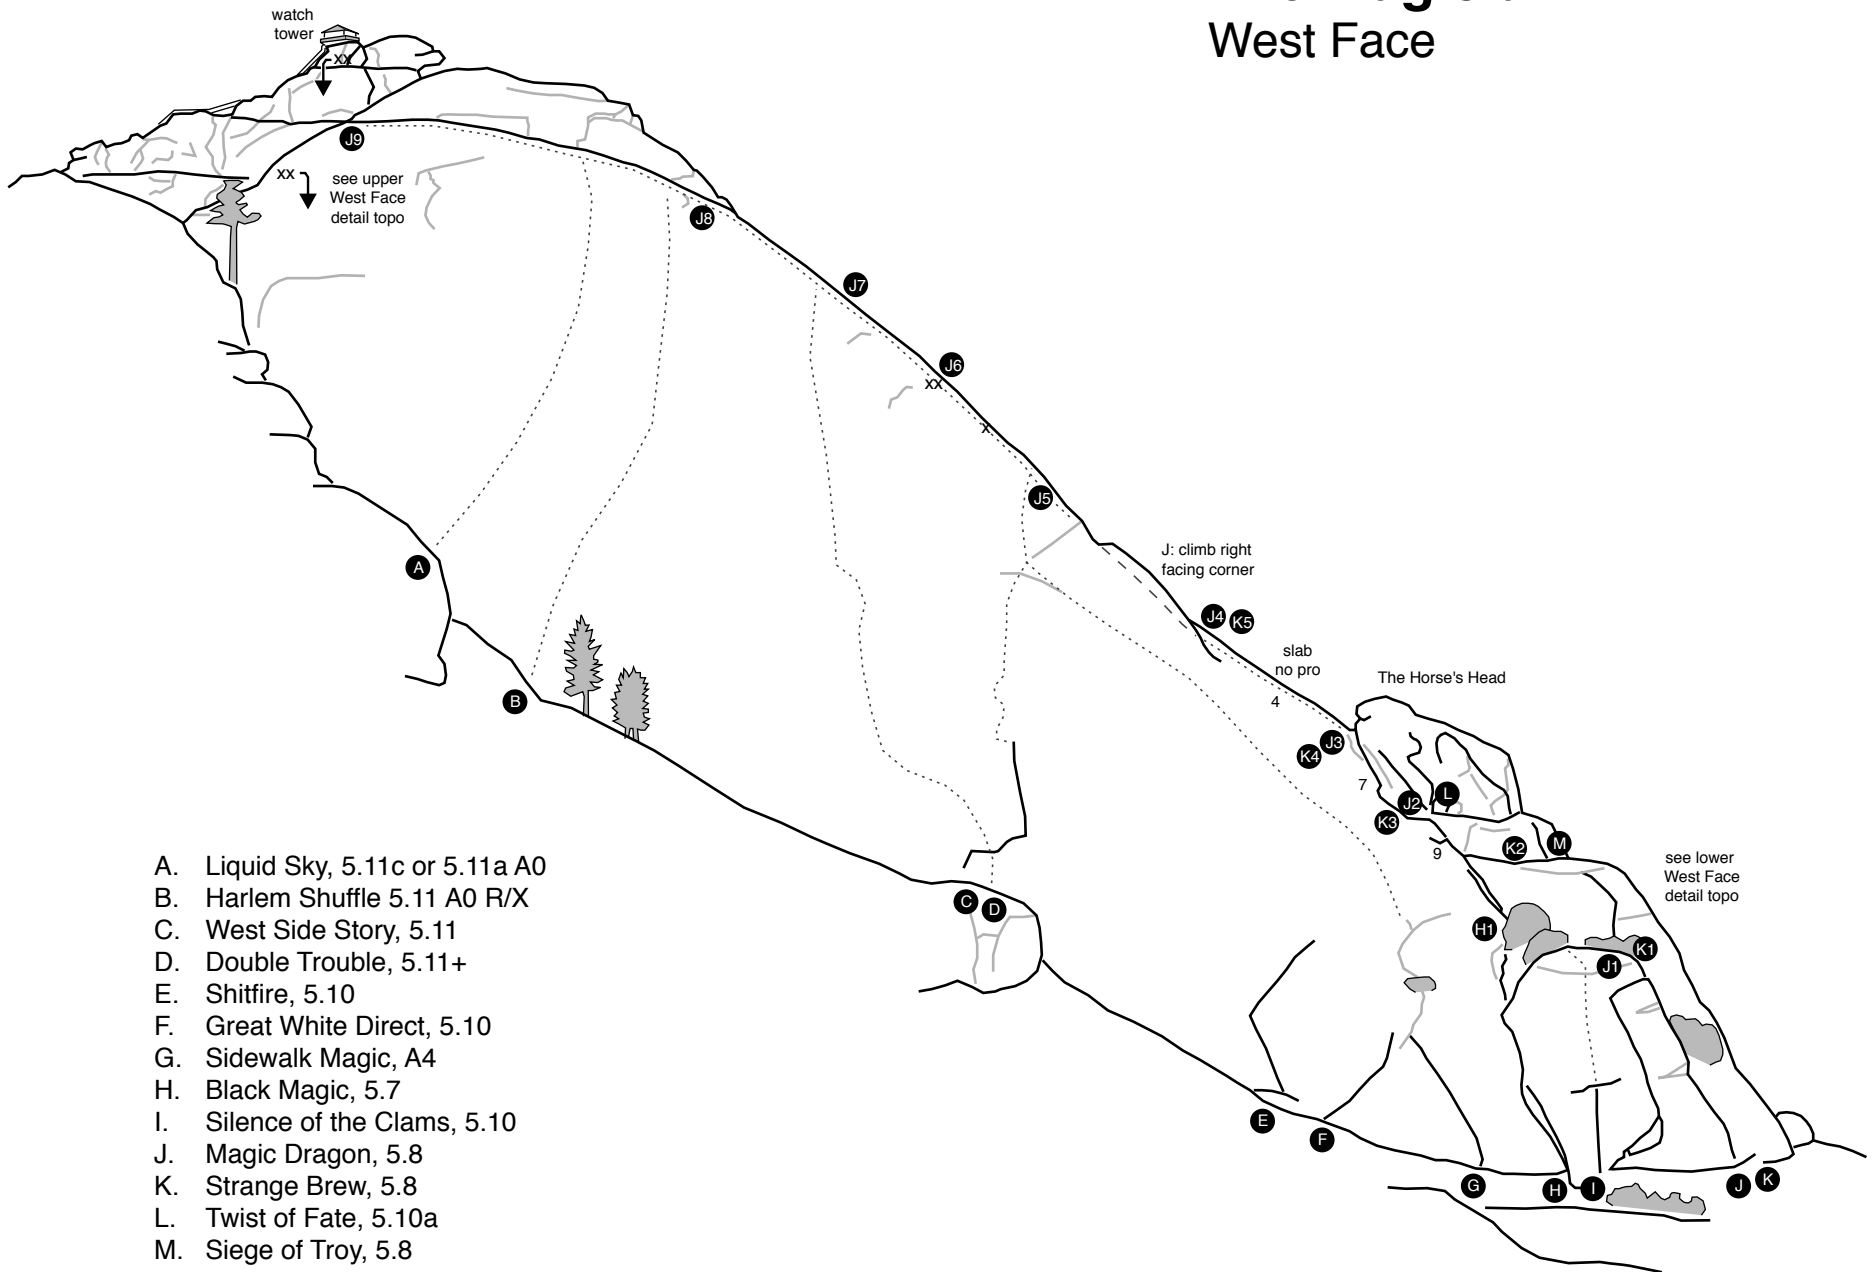 West Face
watch
tower
xx
J9
xx
see upper
West Face
detail topo
J8
J7
J6
xx
x
J5
J: climb right
facing corner
A
J4
K5
slab
no pro
4
The Horse's Head
B
J3
K4
7
L
J2
K3
K2
M
9
see lower
West Face
detail topo
C
D
H1
K1
J1
E
F
G
H
I
J
K
A. Liquid Sky, 5.11c or 5.11a A0
B. Harlem Shuffle 5.11 A0 R/X
C. West Side Story, 5.11
D. Double Trouble, 5.11+
E. Shitfire, 5.10
F. Great White Direct, 5.10
G. Sidewalk Magic, A4
H. Black Magic, 5.7
I. Silence of the Clams, 5.10
J. Magic Dragon, 5.8
K. Strange Brew, 5.8
L. Twist of Fate, 5.10a
M. Siege of Troy, 5.8